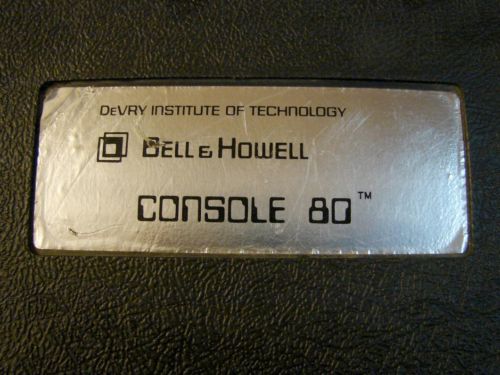 DEVRY INSTITUTE OF TECHNOLOGY
BELL & HOWELL
CONSOLE 80™